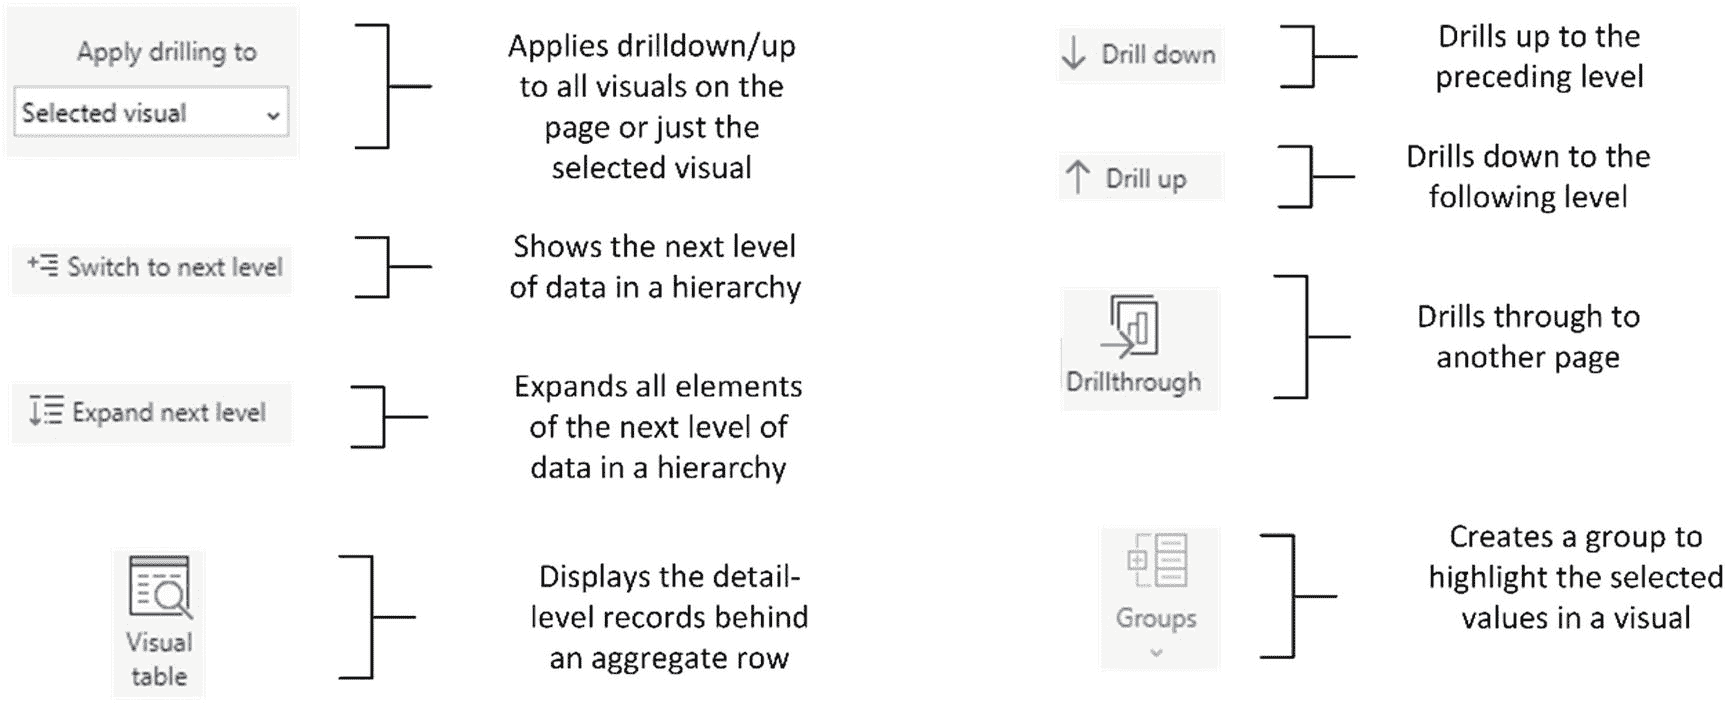 Apply drilling to
Selected visual
Applies drilldown/up
to all visuals on the
page or just the
selected visual
Switch to next level
Shows the next level
of data in a hierarchy
Expand next level
Expands all elements
of the next level of
data in a hierarchy
Visual
table
Displays the detail-
level records behind
an aggregate row
Drill down
Drills up to the
preceding level
Drill up
Drills down to the
following level
Drillthrough
Drills through to
another page
Groups
Creates a group to
highlight the selected
values in a visual